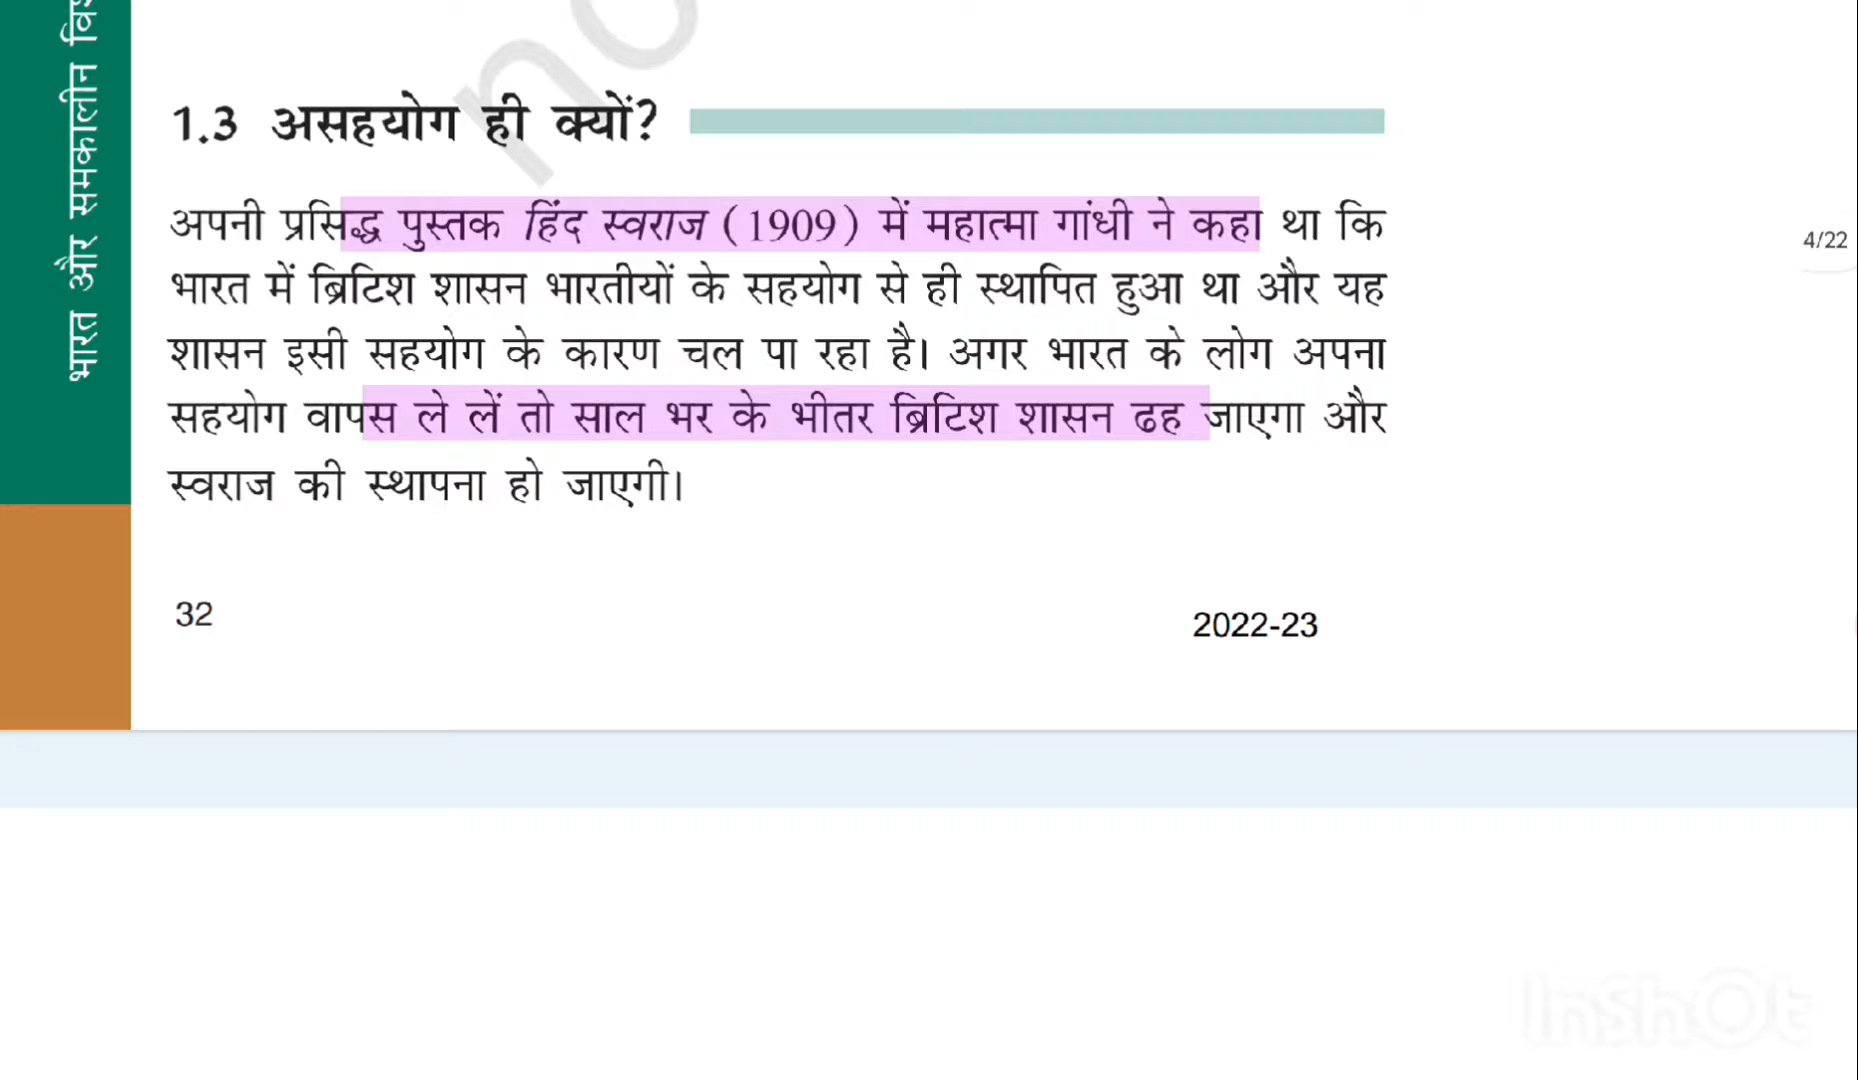 भारत और समकालीन
1.3 असहयोग ही क्यों?
अपनी प्रसिद्ध पुस्तक हिंद स्वराज (1909) में महात्मा गांधी ने कहा था कि
भारत में ब्रिटिश शासन भारतीयों के सहयोग से ही स्थापित हुआ था और यह
शासन इसी सहयोग के कारण चल पा रहा है। अगर भारत के लोग अपना
सहयोग वापस ले लें तो साल भर के भीतर ब्रिटिश शासन ढह जाएगा और
स्वराज की स्थापना हो जाएगी।
4/22
32
2022-23
InShOt